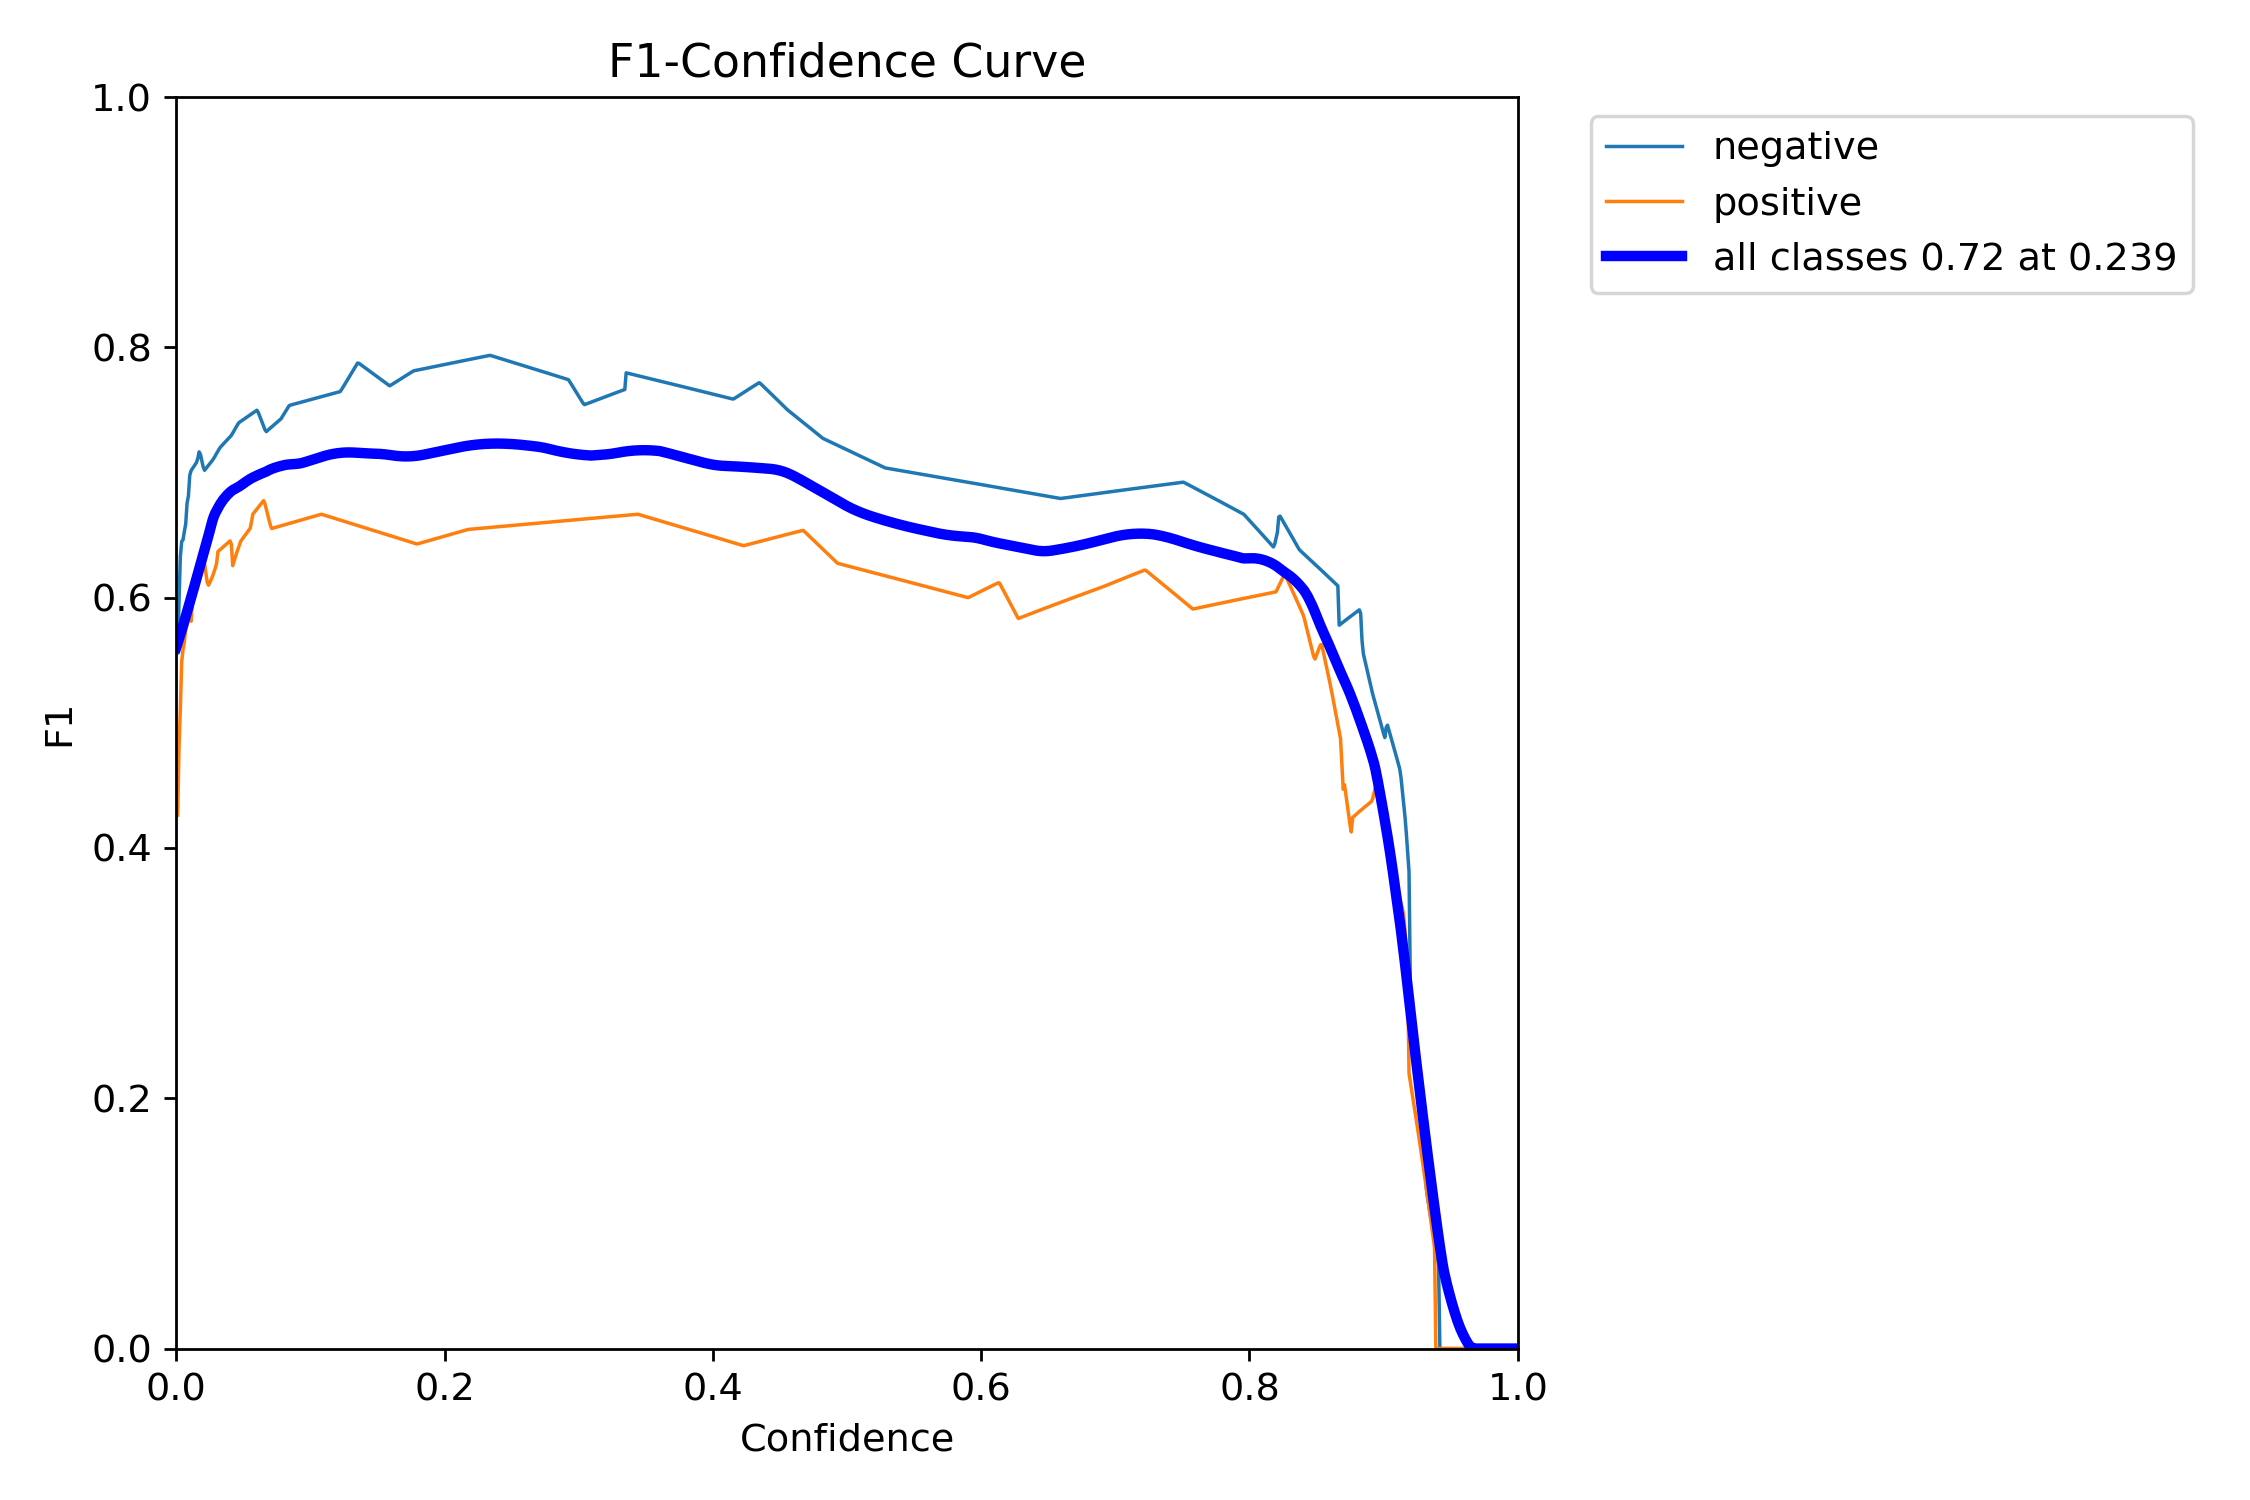 F1-Confidence Curve
1.0
0.8
0.6
0.4
0.2
0.0
F1
0.0 0.2 0.4 0.6 0.8 1.0
Confidence
negative
positive
all classes 0.72 at 0.239